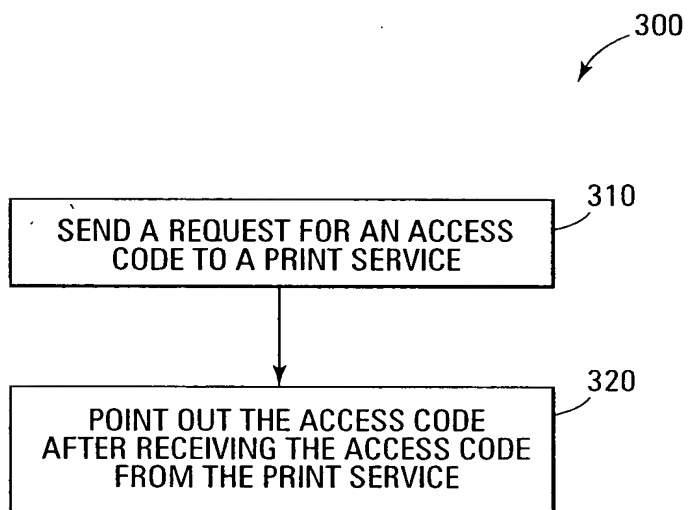 300
310
SEND A REQUEST FOR AN ACCESS
CODE TO A PRINT SERVICE
320
POINT OUT THE ACCESS CODE
AFTER RECEIVING THE ACCESS CODE
FROM THE PRINT SERVICE